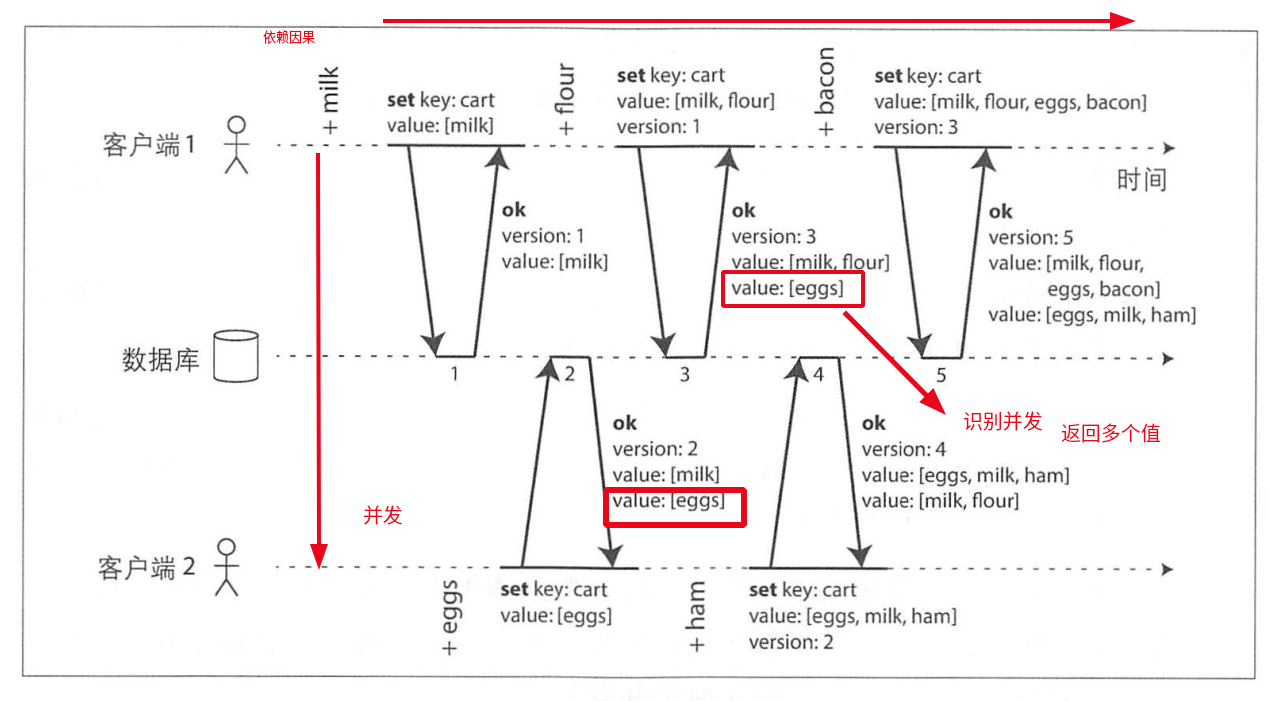 依赖因果
+ milk
set key: cart
value: [milk]
+ flour
set key: cart
value: [milk, flour]
version: 1
+ bacon
set key: cart
value: [milk, flour, eggs, bacon]
version: 3
客户端1
时间
ok
version: 1
value: [milk]
ok
version: 3
value: [milk, flour]
value: [eggs]
ok
version: 5
value: [milk, flour,
eggs, bacon]
value: [eggs, milk, ham]
数据库
1
2
3
4
5
ok
version: 2
value: [milk]
value: [eggs]
ok
version: 4
value: [eggs, milk, ham]
value: [milk, flour]
识别并发
返回多个值
并发
客户端 2
+ eggs
set key: cart
value: [eggs]
+ ham
set key: cart
value: [eggs, milk, ham]
version: 2